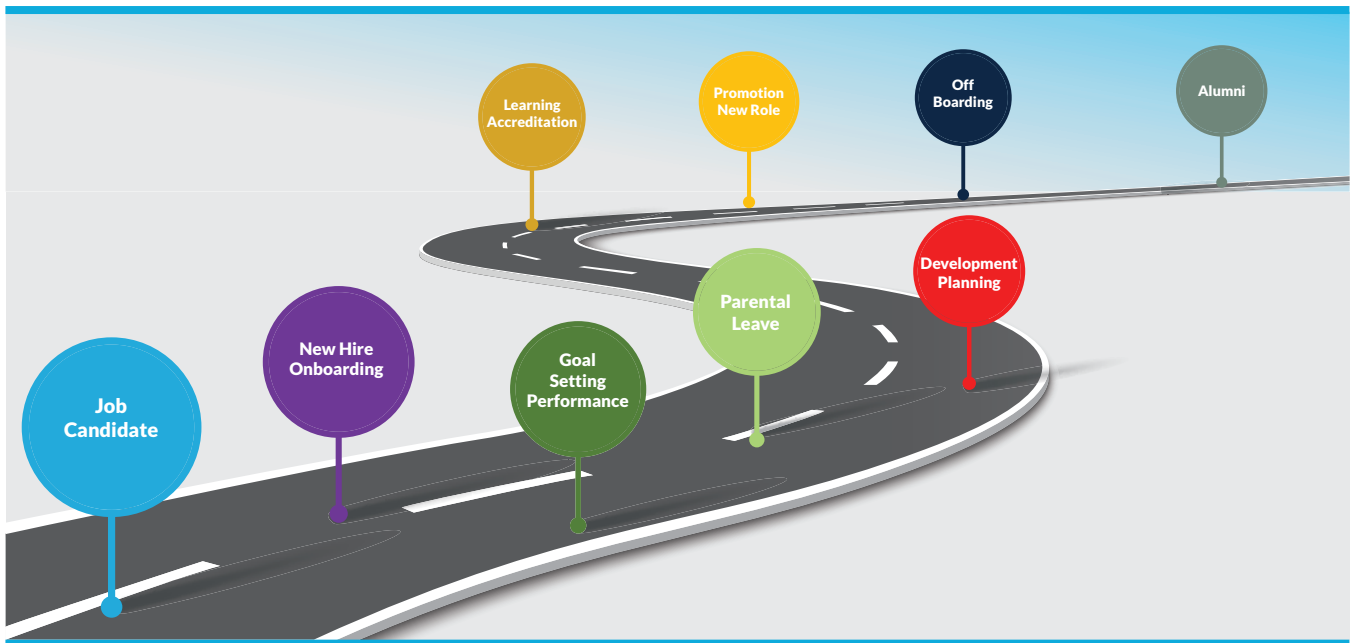 Job
Candidate
New Hire
Onboarding
Goal
Setting
Performance
Parental
Leave
Development
Planning
Learning
Accreditation
Promotion
New Role
Off
Boarding
Alumni